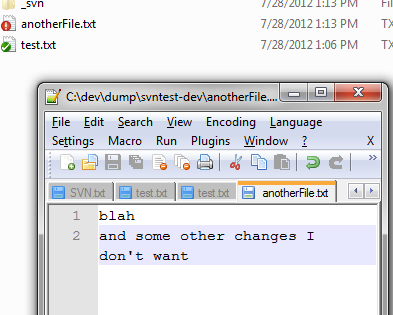 _svn 7/28/2012 1:13 PM Fil
anotherFile.txt 7/28/2012 1:13 PM TX
test.txt 7/28/2012 1:06 PM TX
C:\dev\dump\svntest-dev\anotherFile....
File Edit Search View Encoding Language
Settings Macro Run Plugins Window ? X
SVN.txt test.txt test.txt anotherFile.txt
1 blah
2 and some other changes I
don't want